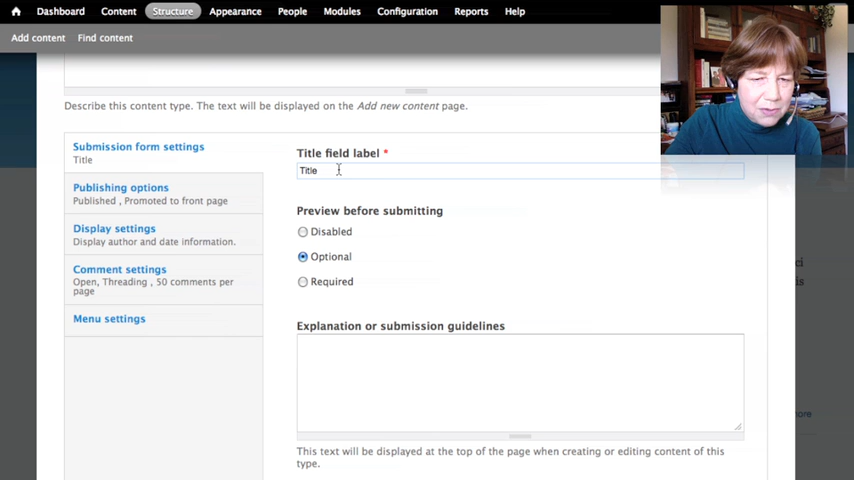 Dashboard Content Structure Appearance People Modules Configuration Reports Help
Add content Find content
Describe this content type. The text will be displayed on the Add new content page.
Submission form settings
Title
Publishing options
Published , Promoted to front page
Display settings
Display author and date information.
Comment settings
Open, Threading , 50 comments per
page
Menu settings
Title field label *
Title
Preview before submitting
Disabled
Optional
Required
Explanation or submission guidelines
This text will be displayed at the top of the page when creating or editing content of this
type.
ci
is